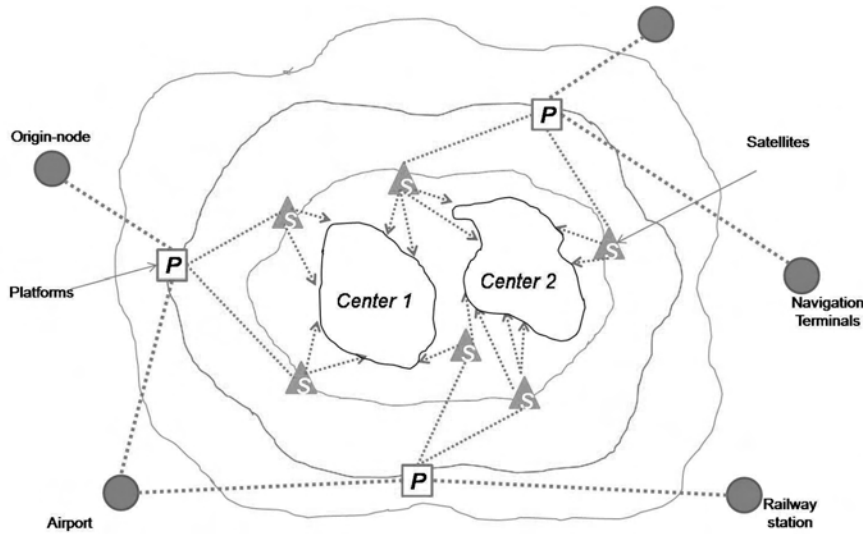 P
Origin-node
Satellites
S
S
S
P
Platforms
Center 1
Center 2
Navigation
Terminals
S
S
S
P
Airport
Railway
station